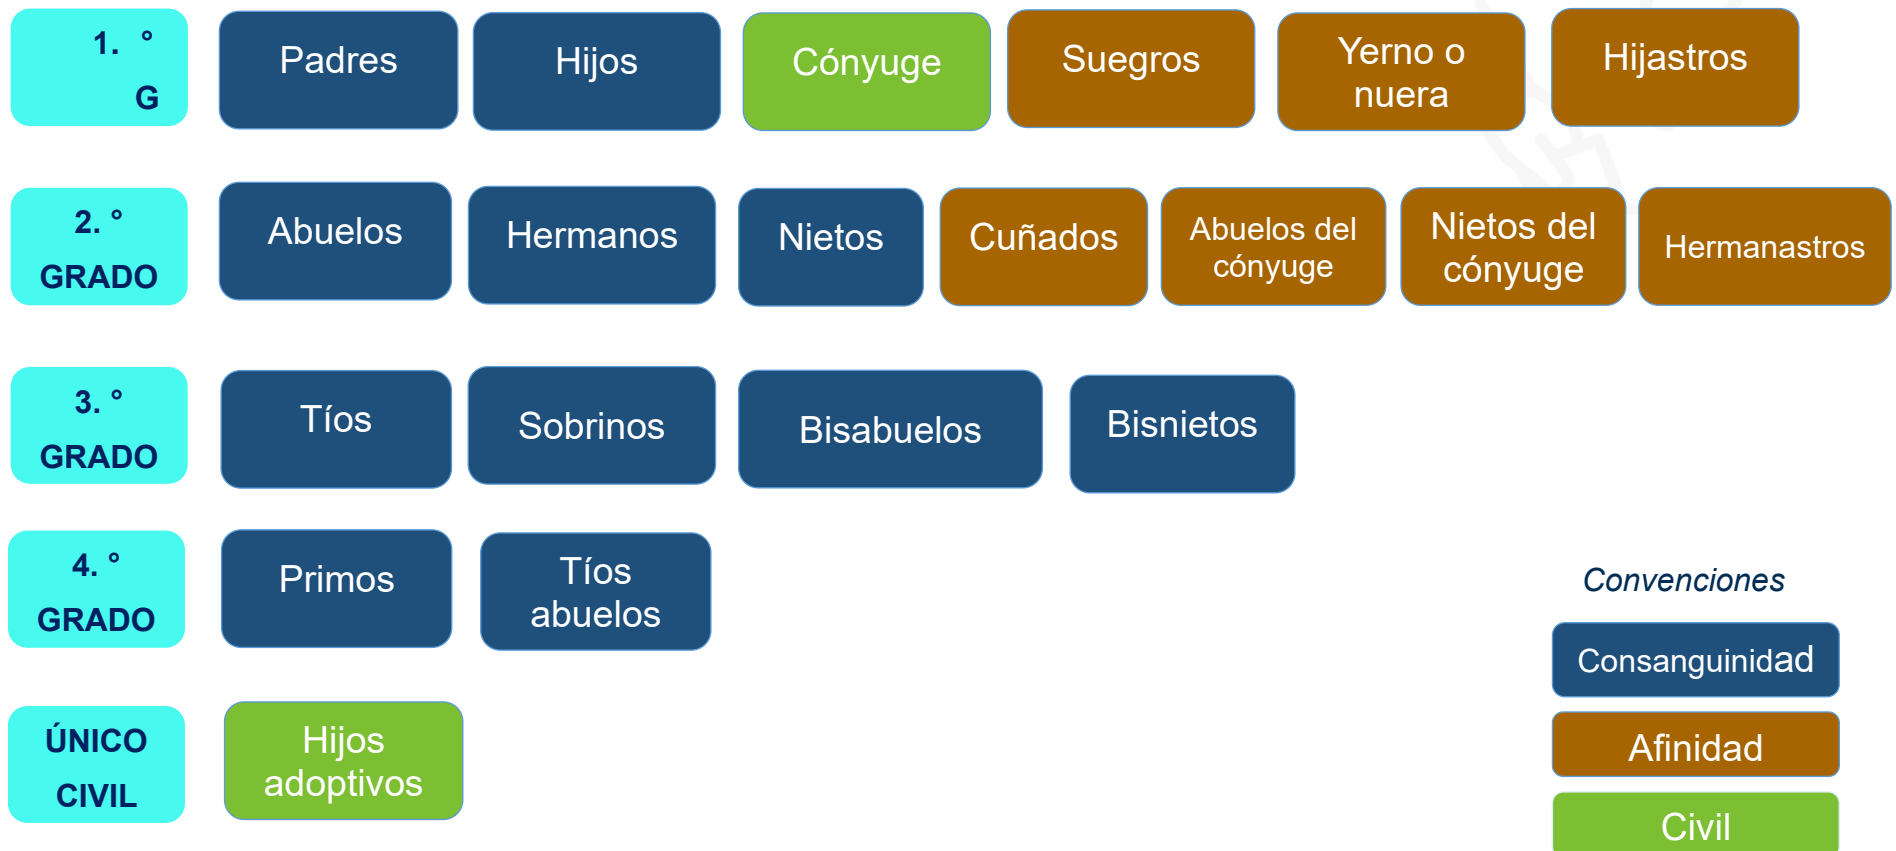 1. °
G
Padres
Hijos
Cónyuge
Suegros
Yerno o
nuera
Hijastros
2. °
GRADO
Abuelos
Hermanos
Nietos
Cuñados
Abuelos del
cónyuge
Nietos del
cónyuge
Hermanastros
3. °
GRADO
Tíos
Sobrinos
Bisabuelos
Bisnietos
4. °
GRADO
Primos
Tíos
abuelos
ÚNICO
CIVIL
Hijos
adoptivos
Convenciones
Consanguinidad
Afinidad
Civil